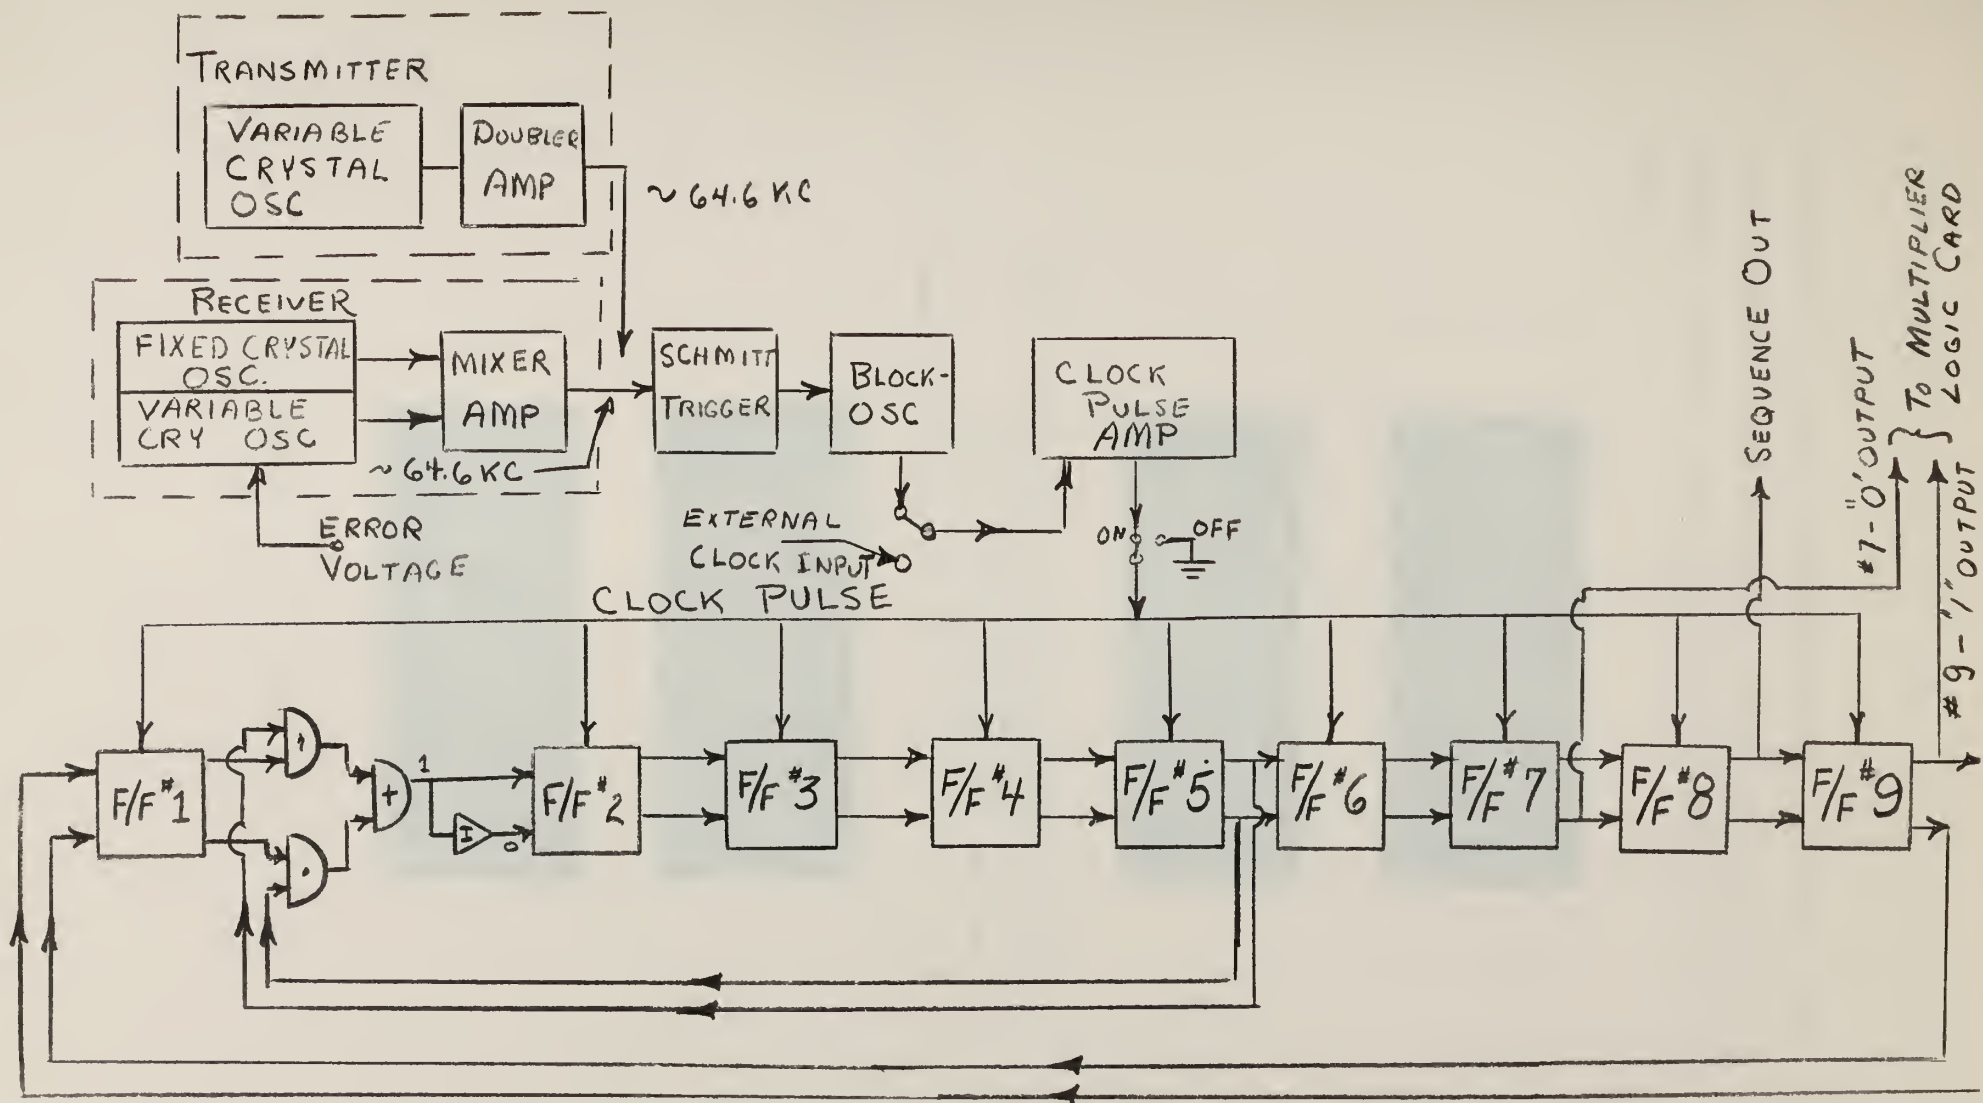 TRANSMITTER
VARIABLE
CRYSTAL
OSC
DOUBLER
AMP
~ 64.6 KC
RECEIVER
FIXED CRYSTAL
OSC.
VARIABLE
CRY OSC
MIXER
AMP
~ 64.6 KC
ERROR
VOLTAGE
SCHMITT
TRIGGER
BLOCK-
OSC
CLOCK
PULSE
AMP
EXTERNAL
CLOCK INPUT
ON
OFF
CLOCK PULSE
SEQUENCE OUT
#7-"0" OUTPUT
TO MULTIPLIER
LOGIC CARD
#9-"1" OUTPUT
F/F #1
+
1
I
0
F/F #2
F/F #3
F/F #4
F/F #5
F/F #6
F/F #7
F/F #8
F/F #9